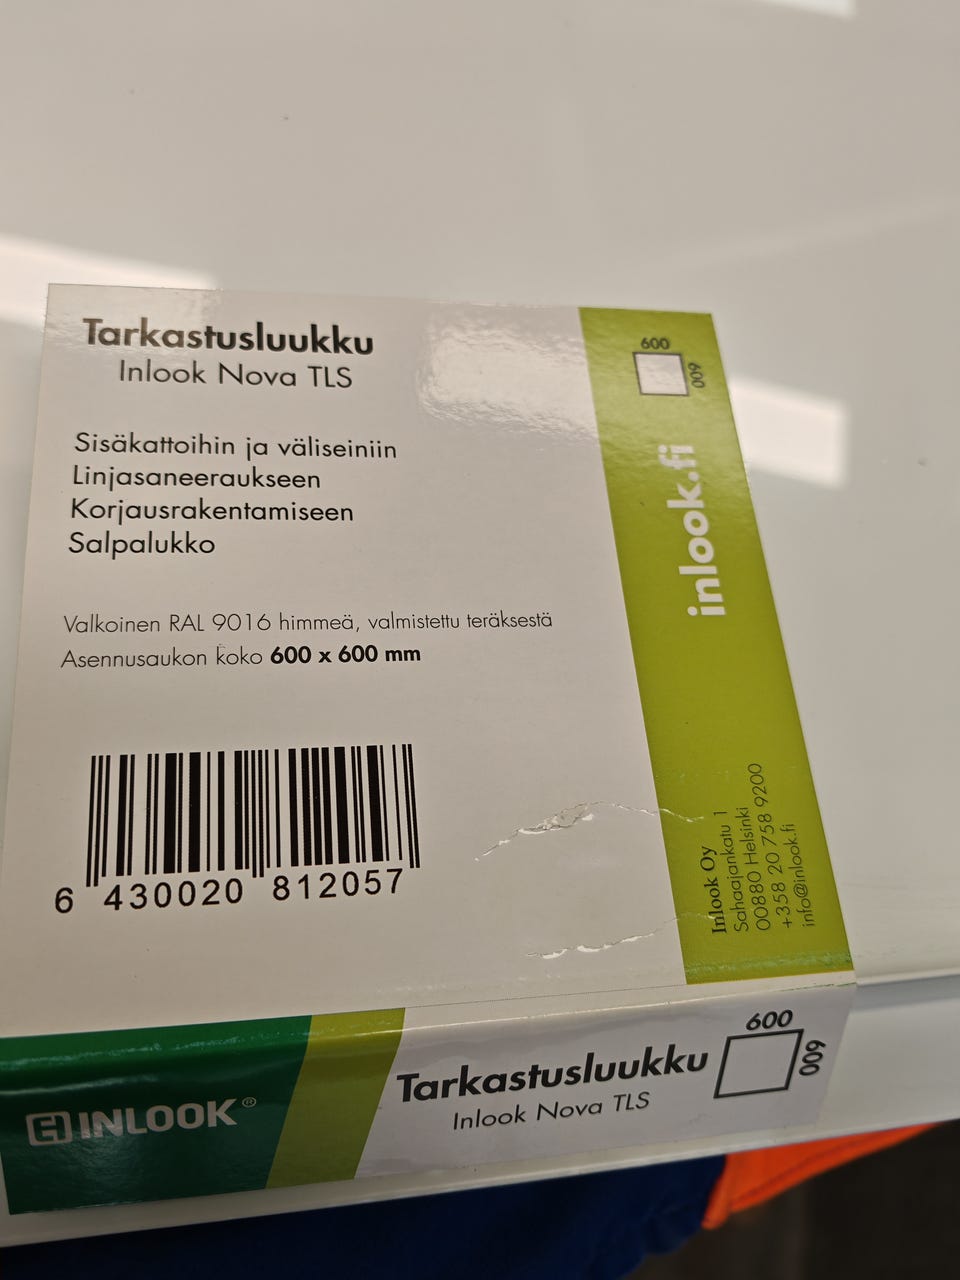 Tarkastusluukku
Inlook Nova TLS
Sisäkattoihin ja väliseiniin
Linjasaneeraukseen
Korjausrakentamiseen
Salpalukko
Valkoinen RAL 9016 himmeä, valmistettu teräksestä
Asennusaukon koko 600 x 600 mm
6 430020 812057
600
600
inlook.fi
Inlook Oy
Sahaajankatu 1
00880 Helsinki
+358 20 758 9200
info@inlook.fi
INLOOK®
Tarkastusluukku
Inlook Nova TLS
600
600